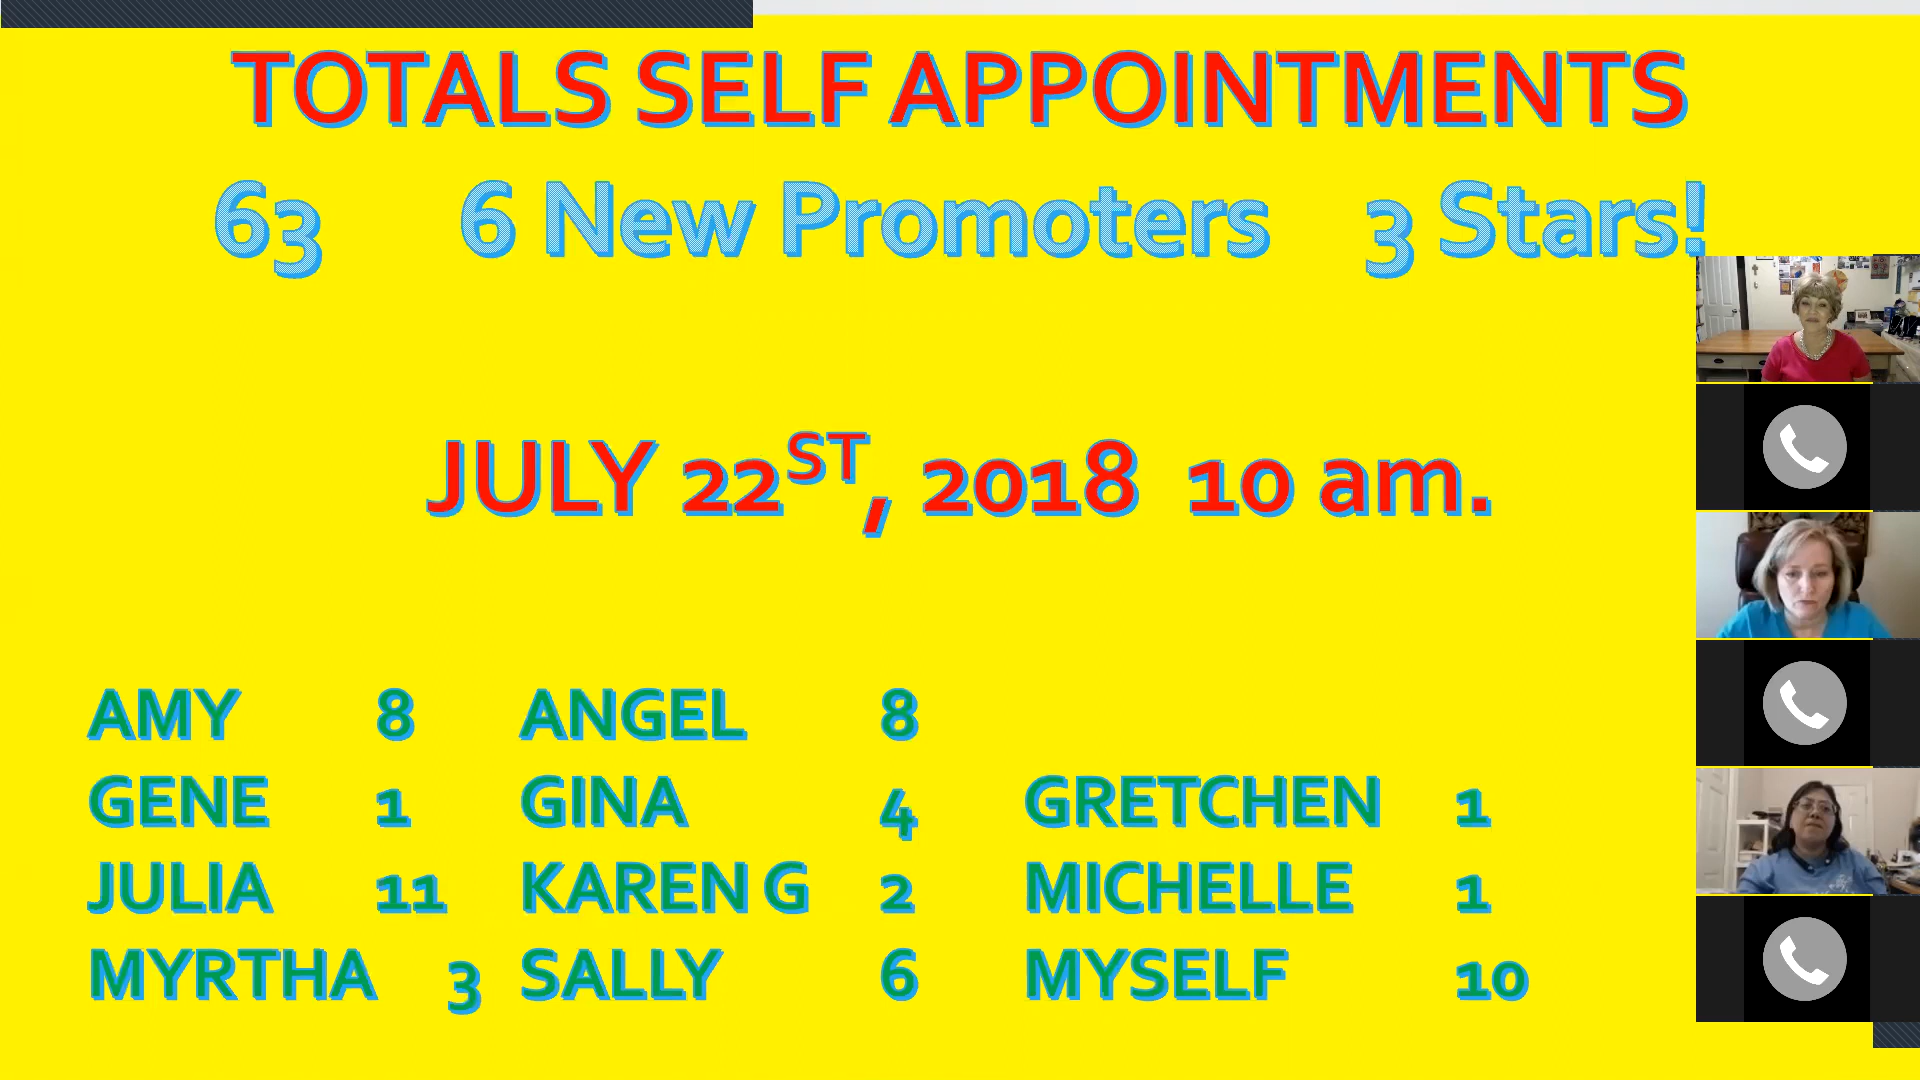 TOTALS SELF APPOINTMENTS
63 6 New Promoters 3 Stars!
JULY 22ST, 2018 10 am.
AMY 8 ANGEL 8
GENE 1 GINA 4 GRETCHEN 1
JULIA 11 KAREN G 2 MICHELLE 1
MYRTHA 3 SALLY 6 MYSELF 10